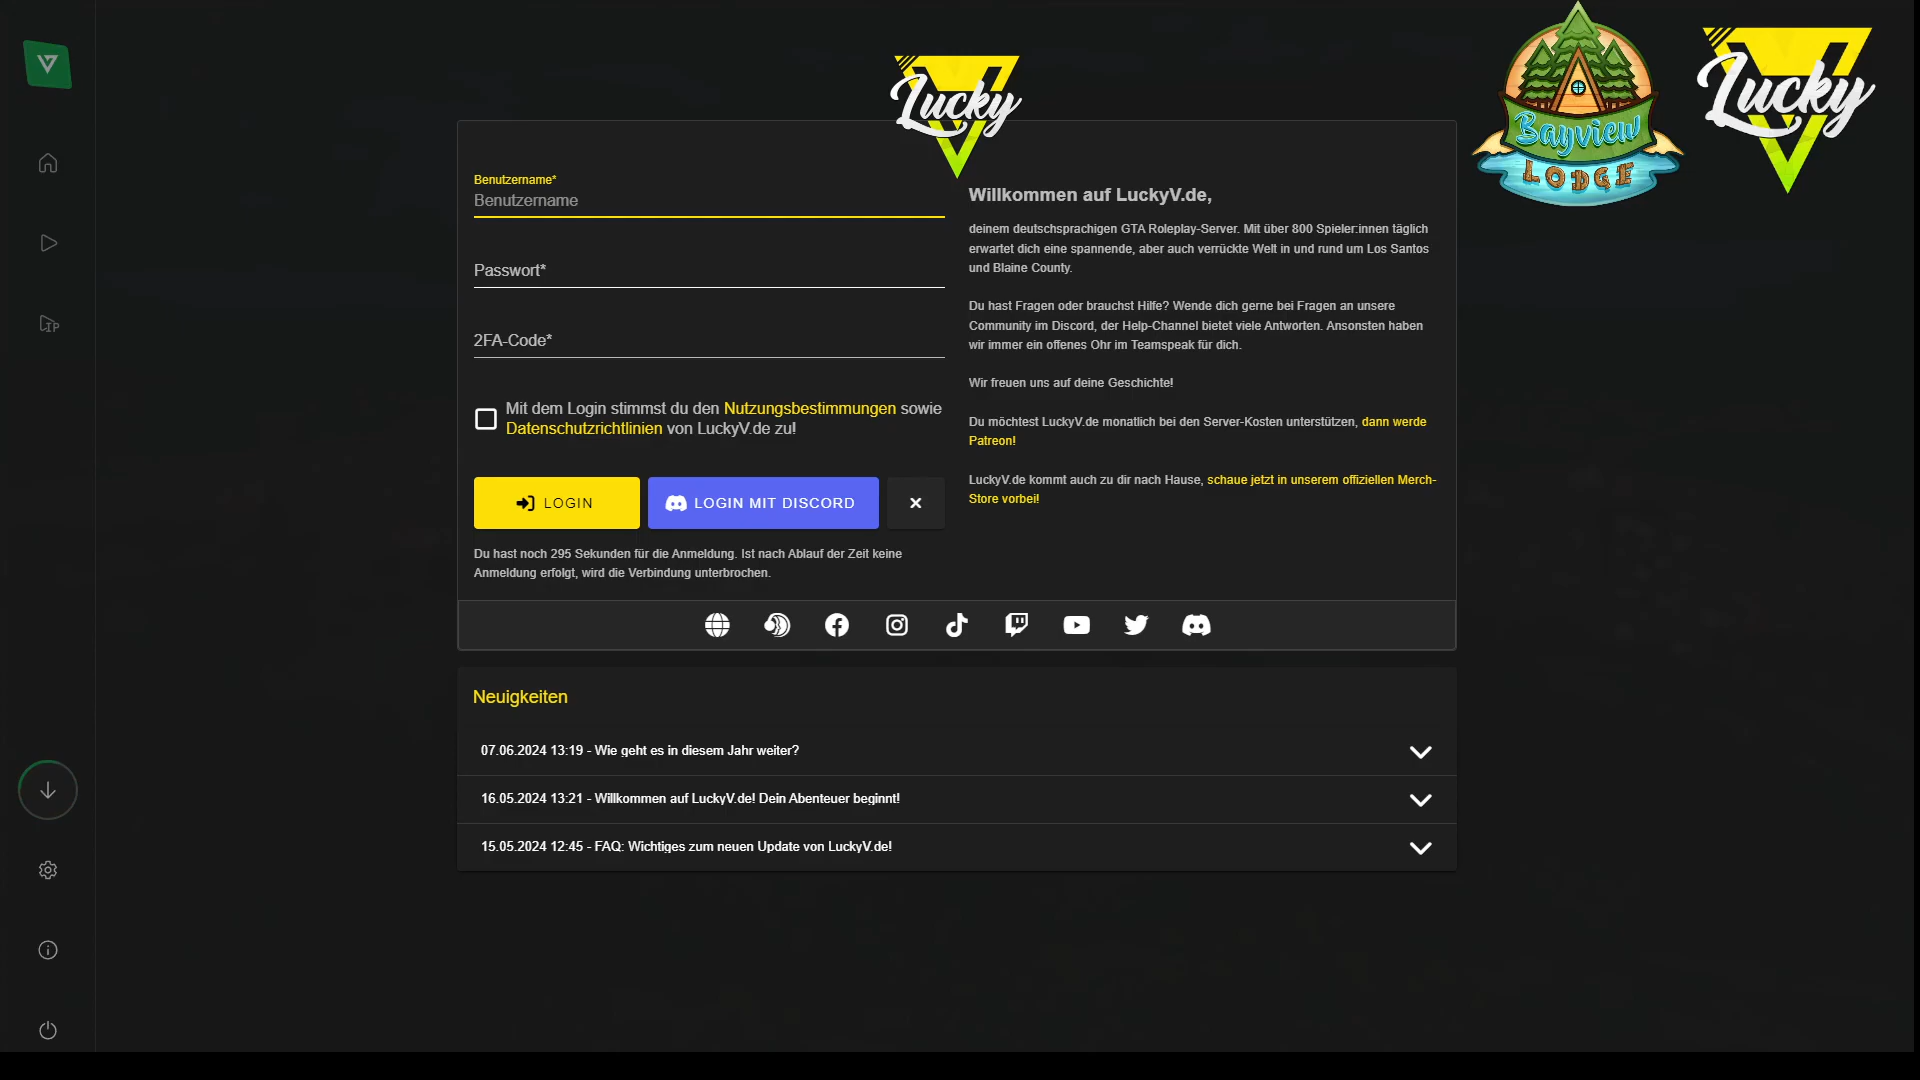 Lucky
Bayview
LODGE
Lucky
IP
Benutzername*
Benutzername
Passwort*
2FA-Code*
Mit dem Login stimmst du den Nutzungsbestimmungen sowie
Datenschutzrichtlinien von LuckyV.de zu!
LOGIN
LOGIN MIT DISCORD
Du hast noch 295 Sekunden für die Anmeldung. Ist nach Ablauf der Zeit keine
Anmeldung erfolgt, wird die Verbindung unterbrochen.
Willkommen auf LuckyV.de,
deinem deutschsprachigen GTA Roleplay-Server. Mit über 800 Spieler:innen täglich
erwartet dich eine spannende, aber auch verrückte Welt in und rund um Los Santos
und Blaine County.
Du hast Fragen oder brauchst Hilfe? Wende dich gerne bei Fragen an unsere
Community im Discord, der Help-Channel bietet viele Antworten. Ansonsten haben
wir immer ein offenes Ohr im Teamspeak für dich.
Wir freuen uns auf deine Geschichte!
Du möchtest LuckyV.de monatlich bei den Server-Kosten unterstützen, dann werde
Patreon!
LuckyV.de kommt auch zu dir nach Hause, schaue jetzt in unserem offiziellen Merch-
Store vorbei!
Neuigkeiten
07.06.2024 13:19 - Wie geht es in diesem Jahr weiter?
16.05.2024 13:21 - Willkommen auf LuckyV.de! Dein Abenteuer beginnt!
15.05.2024 12:45 - FAQ: Wichtiges zum neuen Update von LuckyV.de!